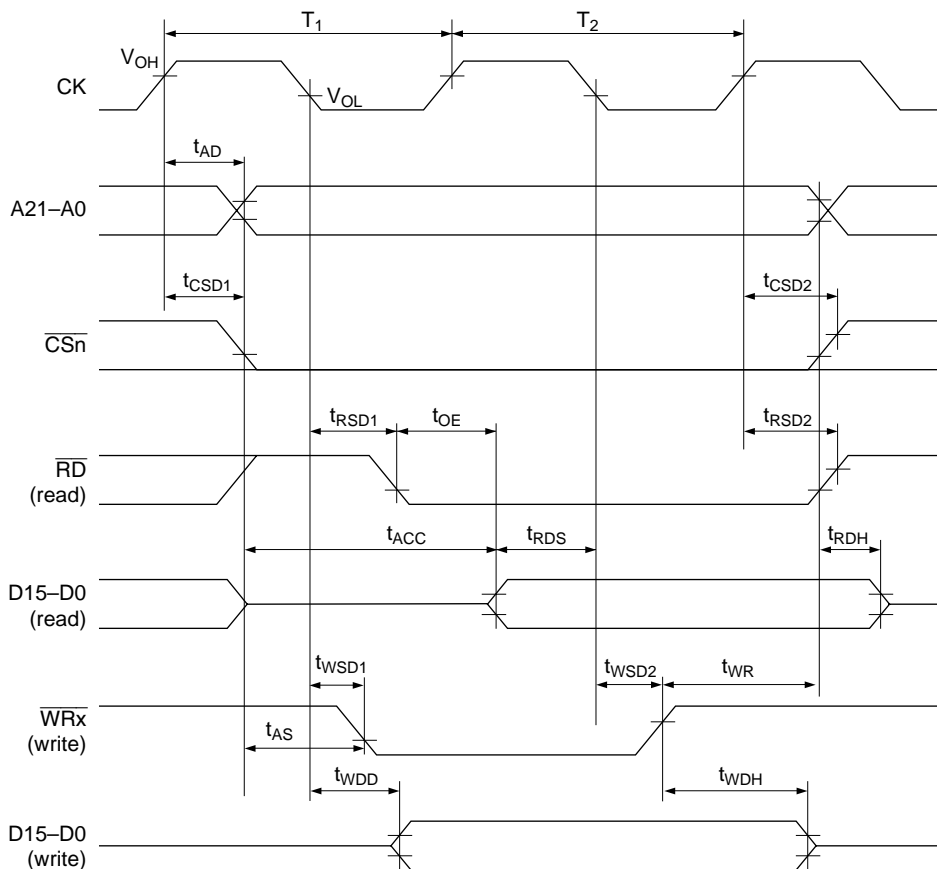 T1 T2
VOH
CK
VOL
tAD
A21–A0
tCSD1 tCSD2
CSn
tRSD1 tOE tRSD2
RD
(read)
tACC tRDS tRDH
D15–D0
(read)
tWSD1 tWSD2 tWR
WRx
(write)
tAS
tWDD tWDH
D15–D0
(write)